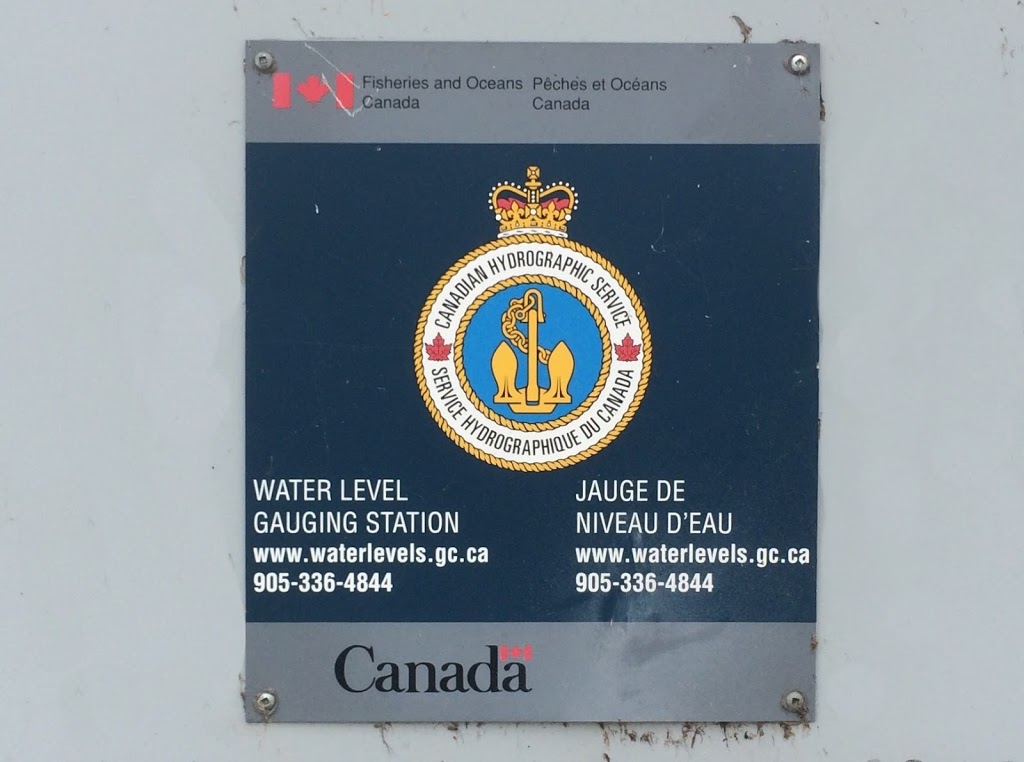 Fisheries and Oceans
Canada
Pêches et Océans
Canada
CANADIAN HYDROGRAPHIC SERVICE
SERVICE HYDROGRAPHIQUE DU CANADA
WATER LEVEL
GAUGING STATION
www.waterlevels.gc.ca
905-336-4844
JAUGE DE
NIVEAU D'EAU
www.waterlevels.gc.ca
905-336-4844
Canada